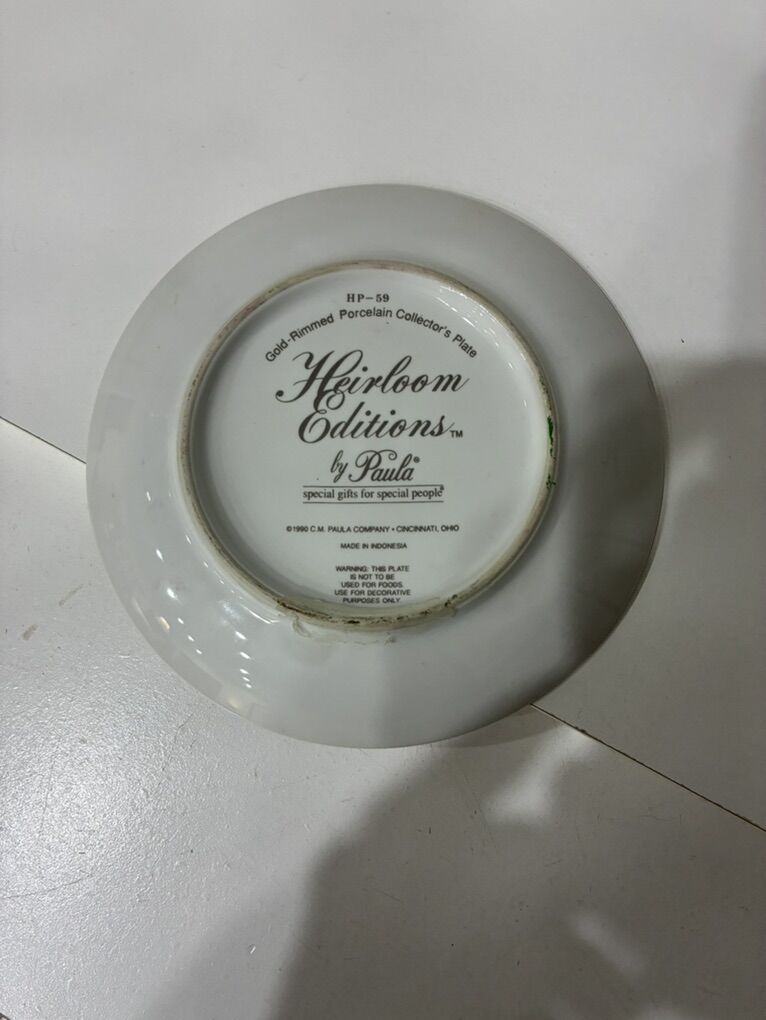 HP-59
Gold-Rimmed Porcelain Collector's Plate
Heirloom
Editions™
by Paula®
special gifts for special people®
©1990 C.M. PAULA COMPANY • CINCINNATI, OHIO
MADE IN INDONESIA
WARNING: THIS PLATE
IS NOT TO BE
USED FOR FOODS.
USE FOR DECORATIVE
PURPOSES ONLY.